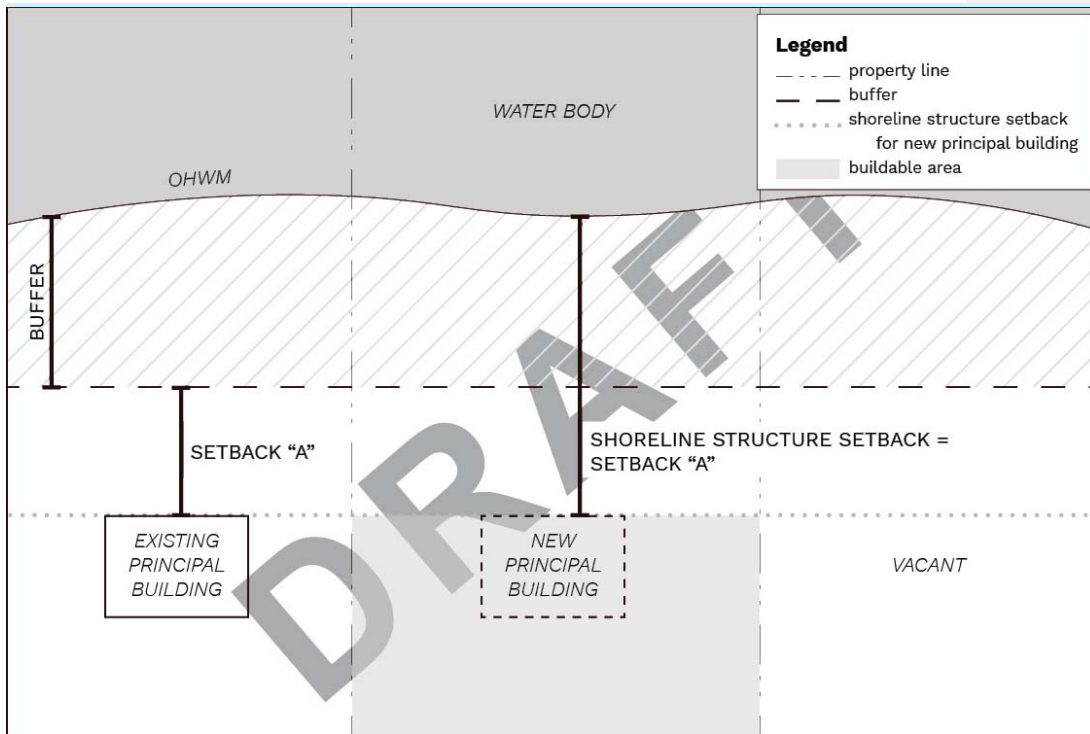 Legend
property line
buffer
shoreline structure setback
for new principal building
buildable area
WATER BODY
OHWM
BUFFER
SETBACK “A”
SHORELINE STRUCTURE SETBACK =
SETBACK “A”
EXISTING
PRINCIPAL
BUILDING
NEW
PRINCIPAL
BUILDING
VACANT
DRAFT